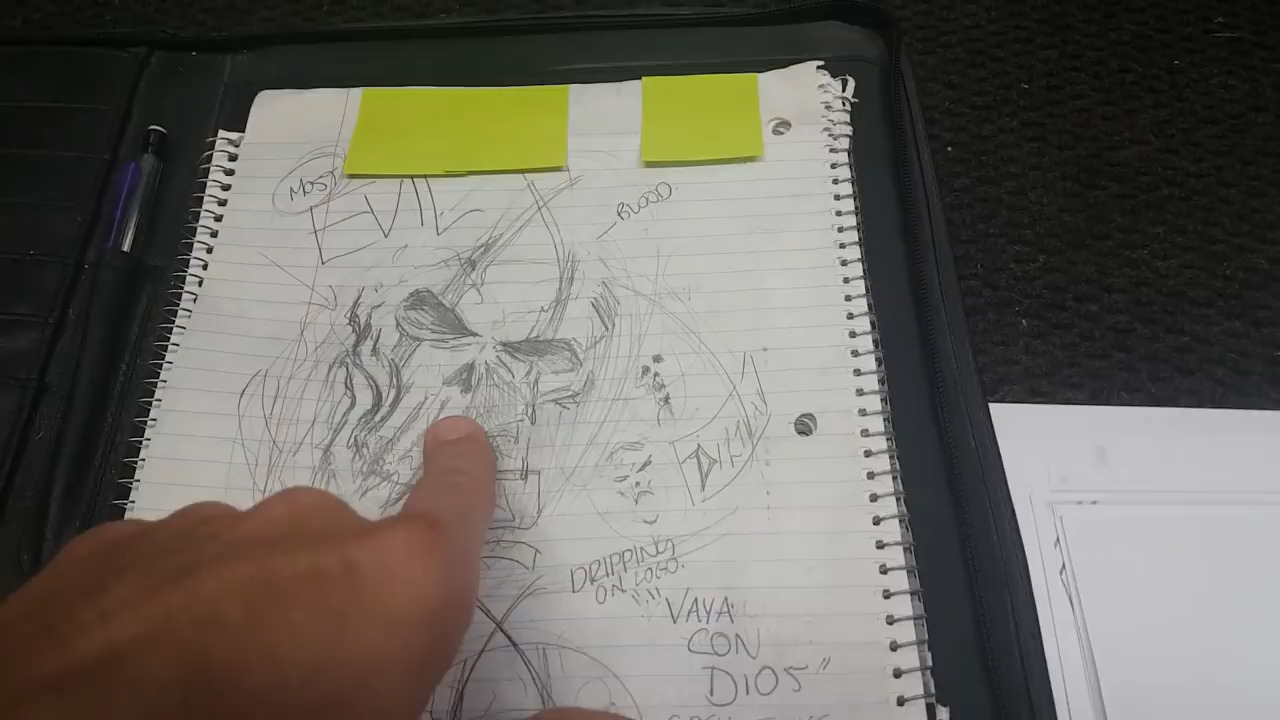 MOST
EVIL
BLOOD
DRIPPING
ON LOGO.
!!!!
VAYA
CON
DIOS"